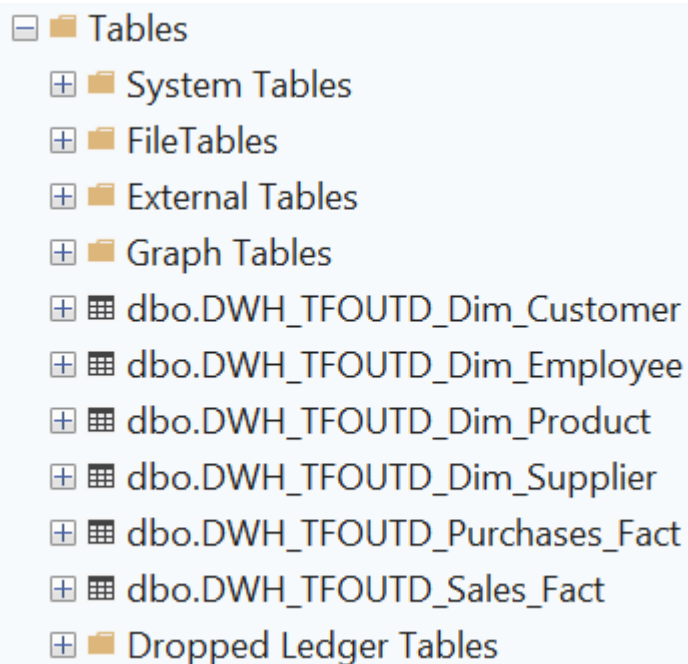 Tables
System Tables
FileTables
External Tables
Graph Tables
dbo.DWH_TFOUTD_Dim_Customer
dbo.DWH_TFOUTD_Dim_Employee
dbo.DWH_TFOUTD_Dim_Product
dbo.DWH_TFOUTD_Dim_Supplier
dbo.DWH_TFOUTD_Purchases_Fact
dbo.DWH_TFOUTD_Sales_Fact
Dropped Ledger Tables